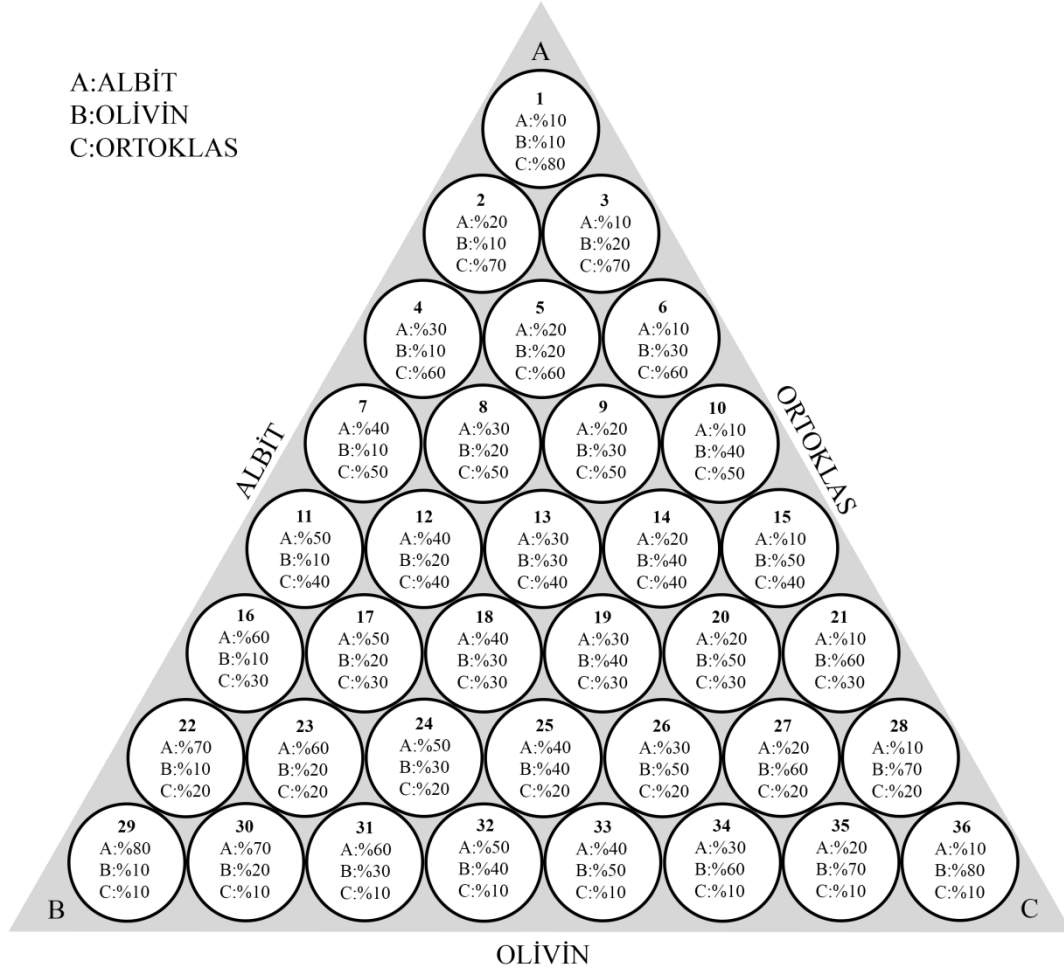 A
A:ALBİT
B:OLİVİN
C:ORTOKLAS
1
A:%10
B:%10
C:%80
2
A:%20
B:%10
C:%70
3
A:%10
B:%20
C:%70
4
A:%30
B:%10
C:%60
5
A:%20
B:%20
C:%60
6
A:%10
B:%30
C:%60
7
A:%40
B:%10
C:%50
8
A:%30
B:%20
C:%50
9
A:%20
B:%30
C:%50
10
A:%10
B:%40
C:%50
ALBİT
ORTOKLAS
11
A:%50
B:%10
C:%40
12
A:%40
B:%20
C:%40
13
A:%30
B:%30
C:%40
14
A:%20
B:%40
C:%40
15
A:%10
B:%50
C:%40
16
A:%60
B:%10
C:%30
17
A:%50
B:%20
C:%30
18
A:%40
B:%30
C:%30
19
A:%30
B:%40
C:%30
20
A:%20
B:%50
C:%30
21
A:%10
B:%60
C:%30
22
A:%70
B:%10
C:%20
23
A:%60
B:%20
C:%20
24
A:%50
B:%30
C:%20
25
A:%40
B:%40
C:%20
26
A:%30
B:%50
C:%20
27
A:%20
B:%60
C:%20
28
A:%10
B:%70
C:%20
29
A:%80
B:%10
C:%10
30
A:%70
B:%20
C:%10
31
A:%60
B:%30
C:%10
32
A:%50
B:%40
C:%10
33
A:%40
B:%50
C:%10
34
A:%30
B:%60
C:%10
35
A:%20
B:%70
C:%10
36
A:%10
B:%80
C:%10
B
C
OLİVİN